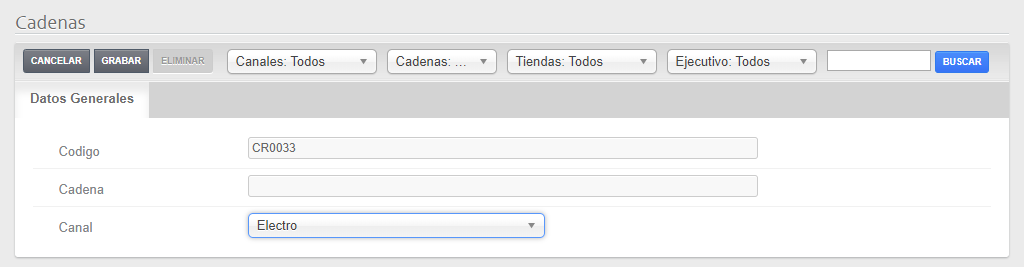 Cadenas
CANCELAR GRABAR ELIMINAR Canales: Todos Cadenas: ... Tiendas: Todos Ejecutivo: Todos BUSCAR
Datos Generales
Codigo CR0033
Cadena
Canal Electro